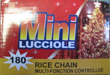 Mini
LUCCIOLE
180
RICE CHAIN
MULTI-FONCTION CONTROLLER